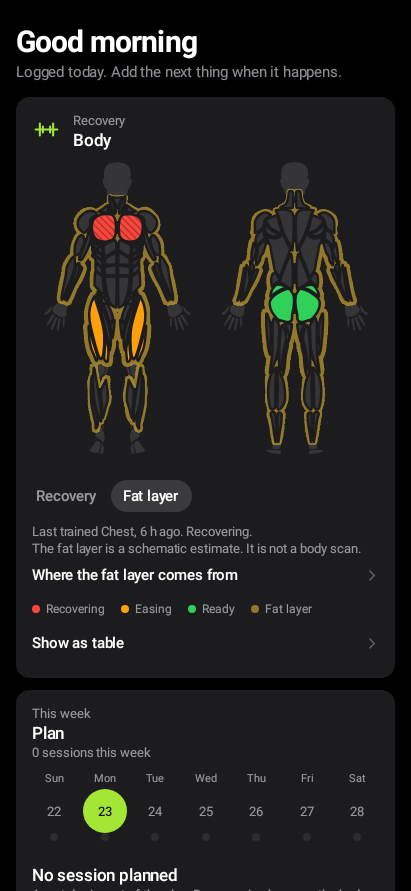 Good morning
Logged today. Add the next thing when it happens.
Recovery
Body
Recovery
Fat layer
Last trained Chest, 6 h ago. Recovering.
The fat layer is a schematic estimate. It is not a body scan.
Where the fat layer comes from
Recovering
Easing
Ready
Fat layer
Show as table
This week
Plan
0 sessions this week
Sun Mon Tue Wed Thu Fri Sat
22 23 24 25 26 27 28
No session planned